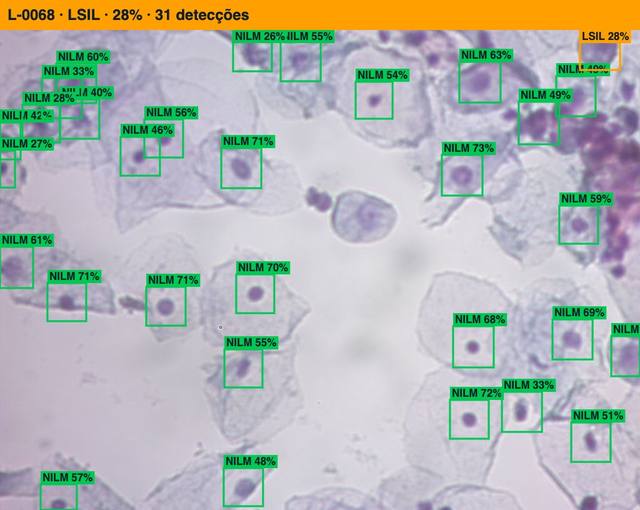 L-0068 · LSIL · 28% · 31 detecções
LSIL 28%
NILM 26%
NILM 55%
NILM 63%
NILM 60%
NILM 33%
NILM 54%
NILM 28%
NILM 40%
NILM 49%
NILM 42%
NILM 56%
NILM 46%
NILM 27%
NILM 71%
NILM 73%
NILM 59%
NILM 61%
NILM 71%
NILM 71%
NILM 70%
NILM 68%
NILM 69%
NILM
NILM 55%
NILM 72%
NILM 33%
NILM 51%
NILM 48%
NILM 57%